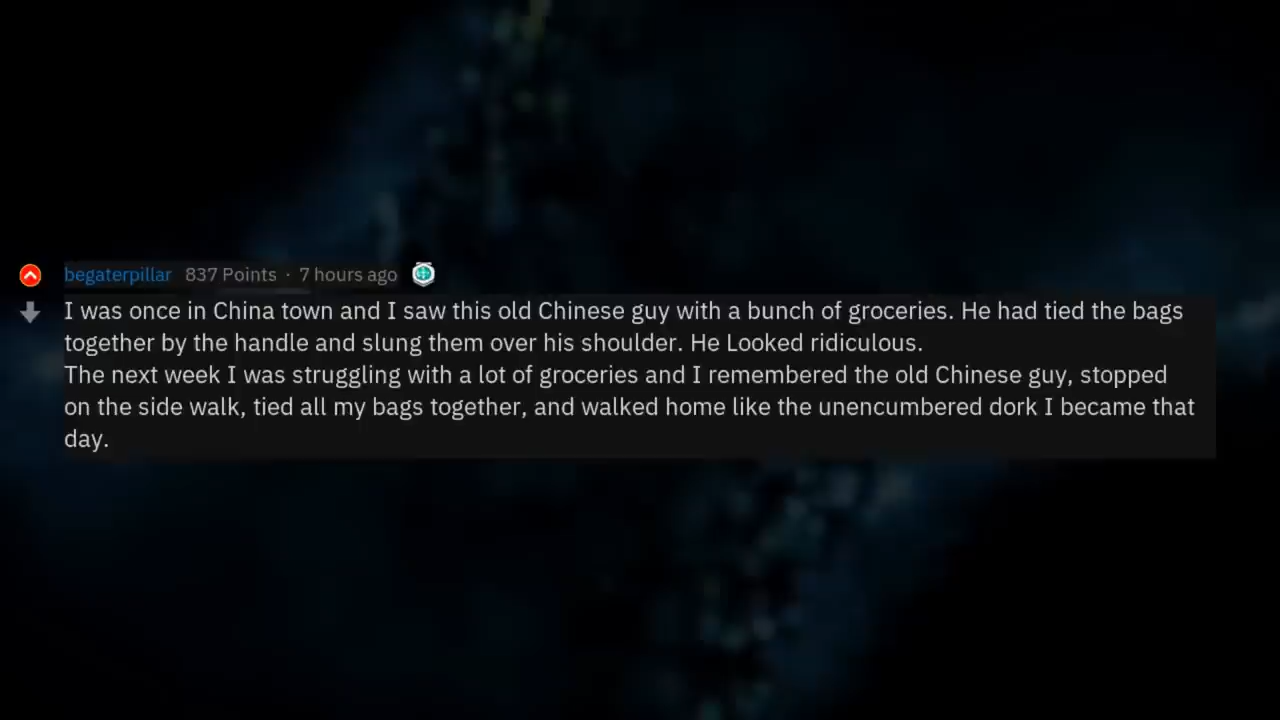 begaterpillar 837 Points · 7 hours ago
I was once in China town and I saw this old Chinese guy with a bunch of groceries. He had tied the bags
together by the handle and slung them over his shoulder. He Looked ridiculous.
The next week I was struggling with a lot of groceries and I remembered the old Chinese guy, stopped
on the side walk, tied all my bags together, and walked home like the unencumbered dork I became that
day.